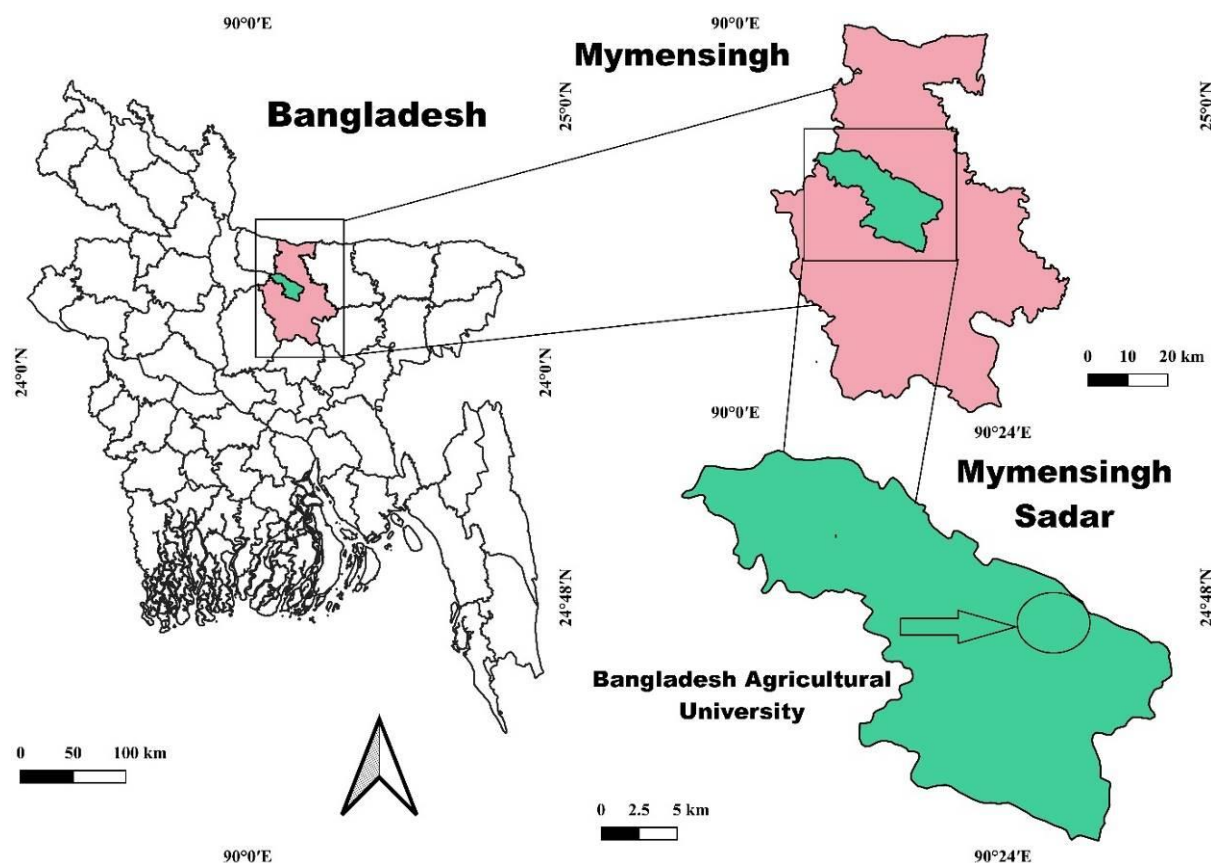 90°0′E
90°0′E
Mymensingh
Bangladesh
25°0′N
25°0′N
24°0′N
24°0′N
0 10 20 km
90°0′E
90°24′E
Mymensingh
Sadar
24°48′N
24°48′N
Bangladesh Agricultural
University
0 50 100 km
0 2.5 5 km
90°0′E
90°24′E